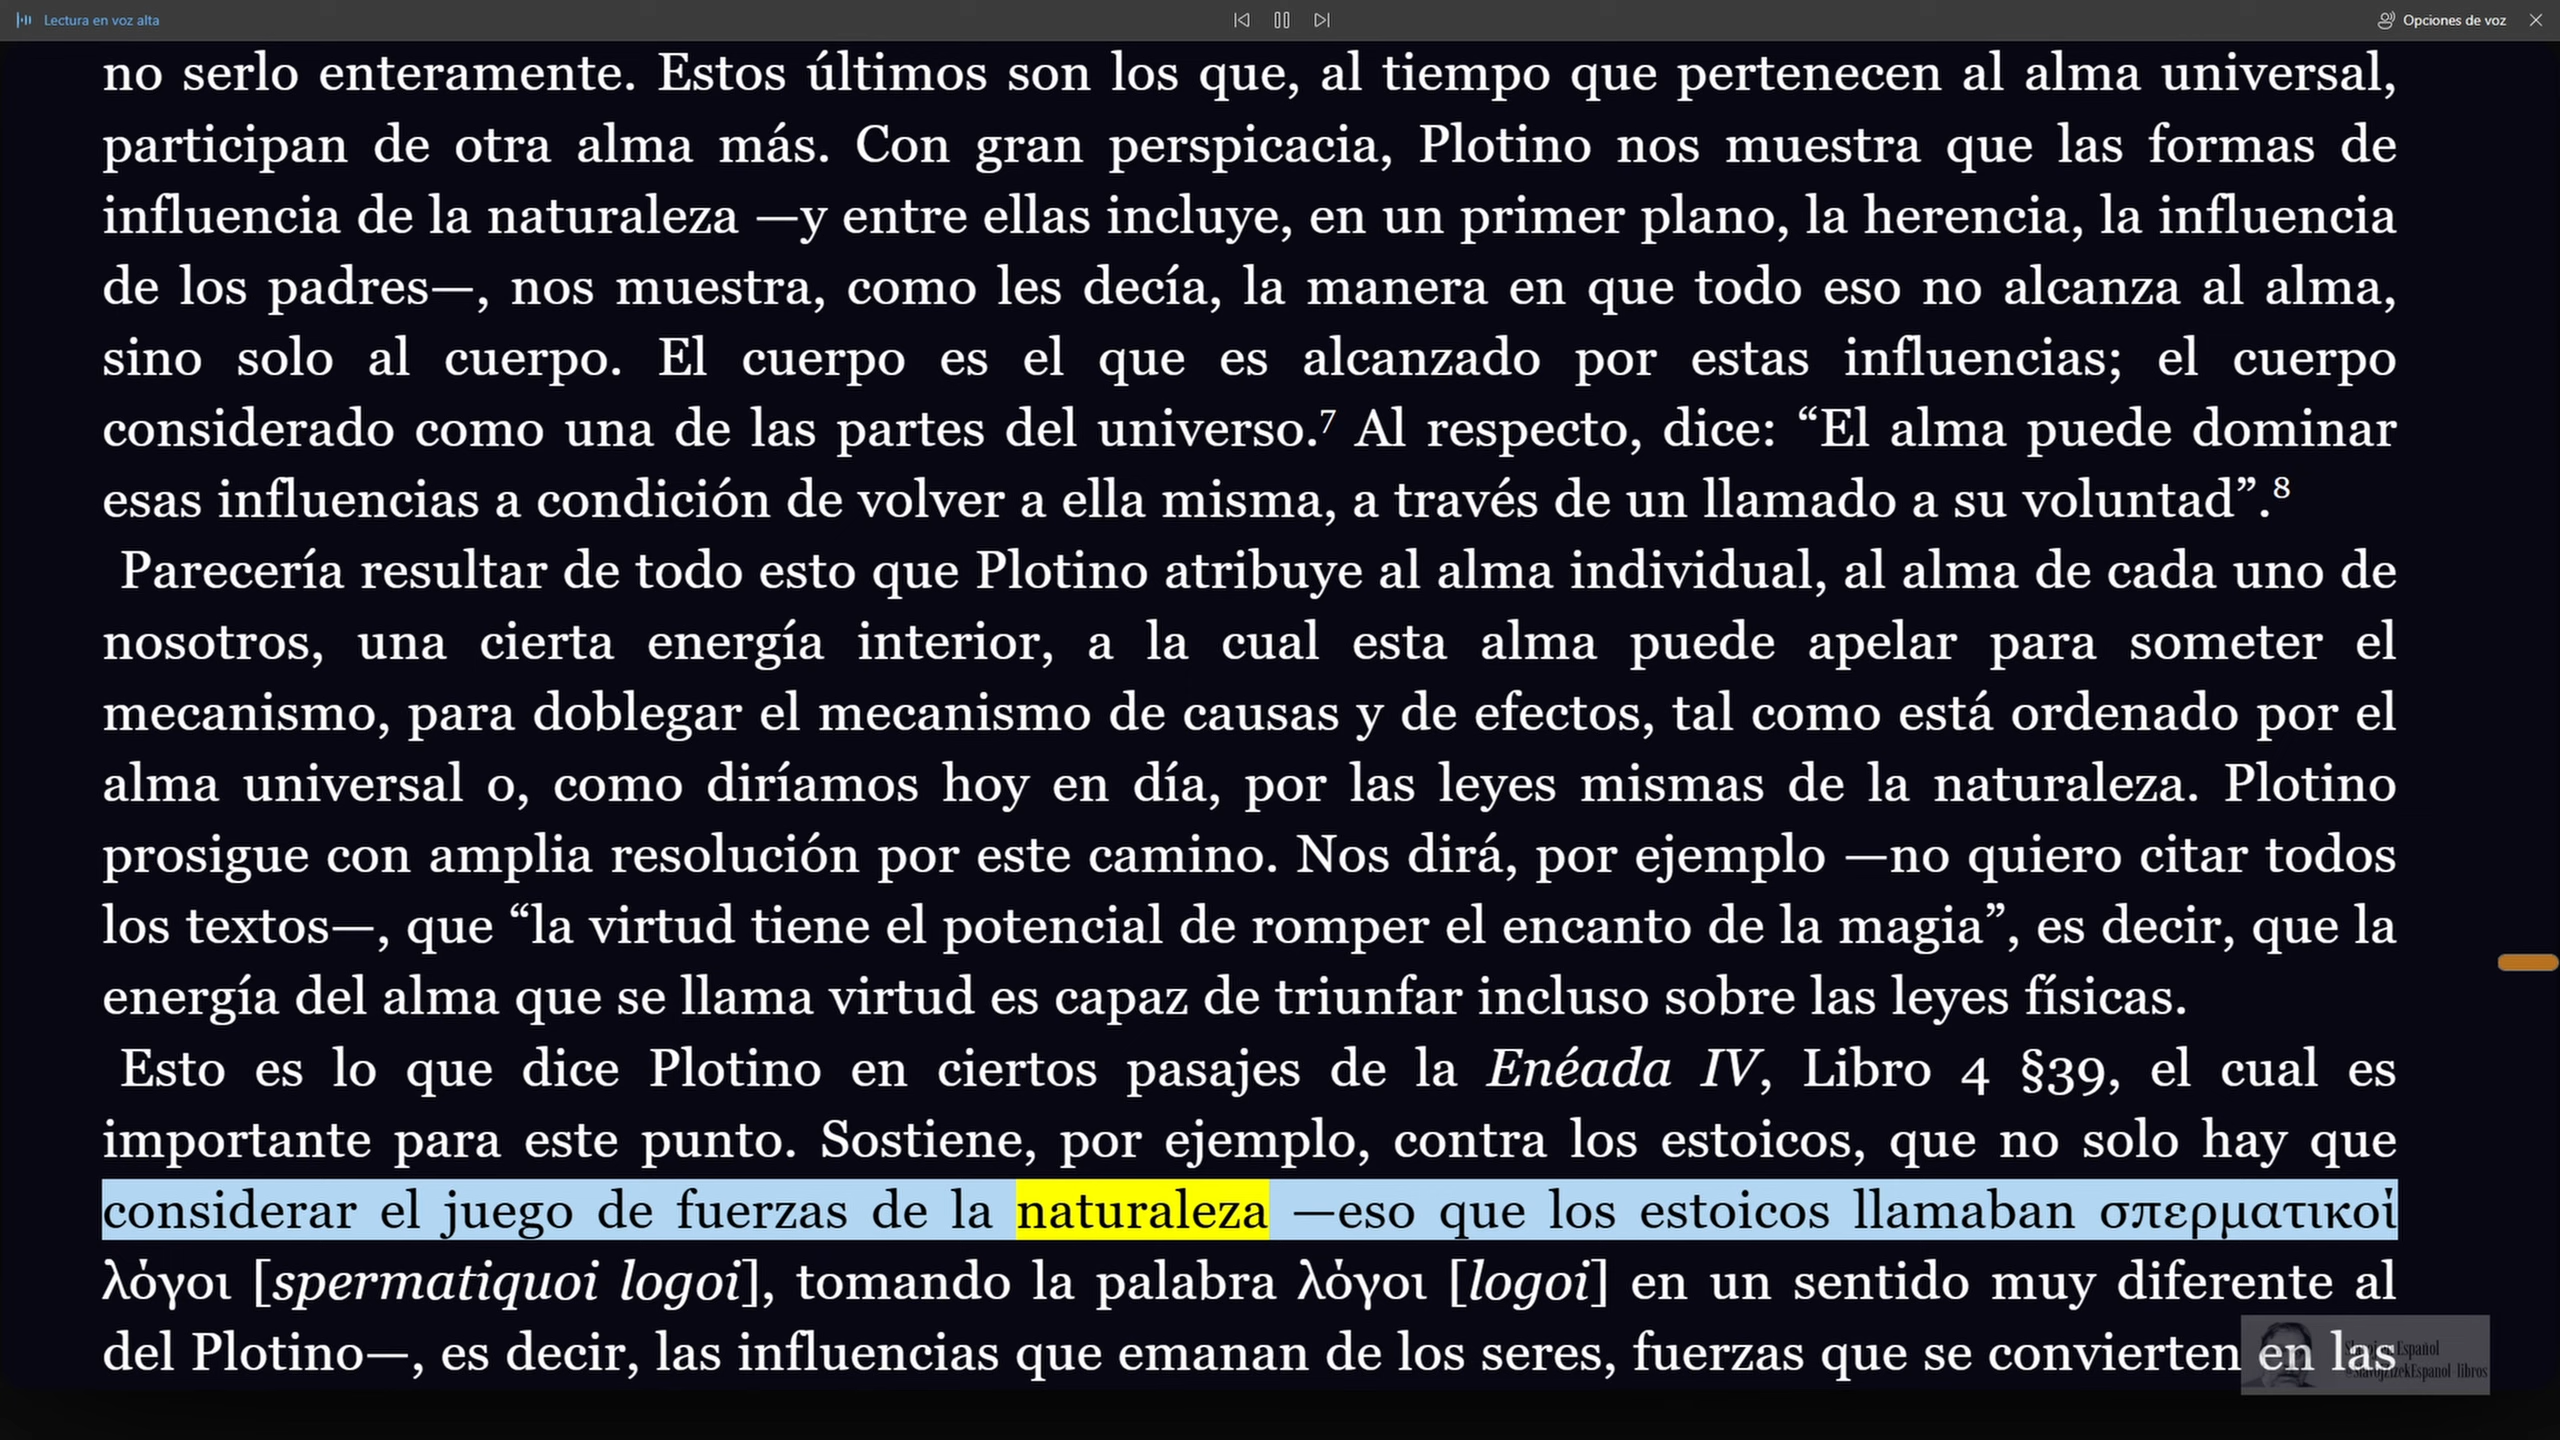 Lectura en voz alta
Opciones de voz
no serlo enteramente. Estos últimos son los que, al tiempo que pertenecen al alma universal,
participan de otra alma más. Con gran perspicacia, Plotino nos muestra que las formas de
influencia de la naturaleza —y entre ellas incluye, en un primer plano, la herencia, la influencia
de los padres—, nos muestra, como les decía, la manera en que todo eso no alcanza al alma,
sino solo al cuerpo. El cuerpo es el que es alcanzado por estas influencias; el cuerpo
considerado como una de las partes del universo.⁷ Al respecto, dice: “El alma puede dominar
esas influencias a condición de volver a ella misma, a través de un llamado a su voluntad”.⁸
Parecería resultar de todo esto que Plotino atribuye al alma individual, al alma de cada uno de
nosotros, una cierta energía interior, a la cual esta alma puede apelar para someter el
mecanismo, para doblegar el mecanismo de causas y de efectos, tal como está ordenado por el
alma universal o, como diríamos hoy en día, por las leyes mismas de la naturaleza. Plotino
prosigue con amplia resolución por este camino. Nos dirá, por ejemplo —no quiero citar todos
los textos—, que “la virtud tiene el potencial de romper el encanto de la magia”, es decir, que la
energía del alma que se llama virtud es capaz de triunfar incluso sobre las leyes físicas.
Esto es lo que dice Plotino en ciertos pasajes de la Enéada IV, Libro 4 §39, el cual es
importante para este punto. Sostiene, por ejemplo, contra los estoicos, que no solo hay que
considerar el juego de fuerzas de la naturaleza —eso que los estoicos llamaban σπερματικοί
λόγοι [spermatiquoi logoi], tomando la palabra λόγοι [logoi] en un sentido muy diferente al
del Plotino—, es decir, las influencias que emanan de los seres, fuerzas que se convierten en las
Español